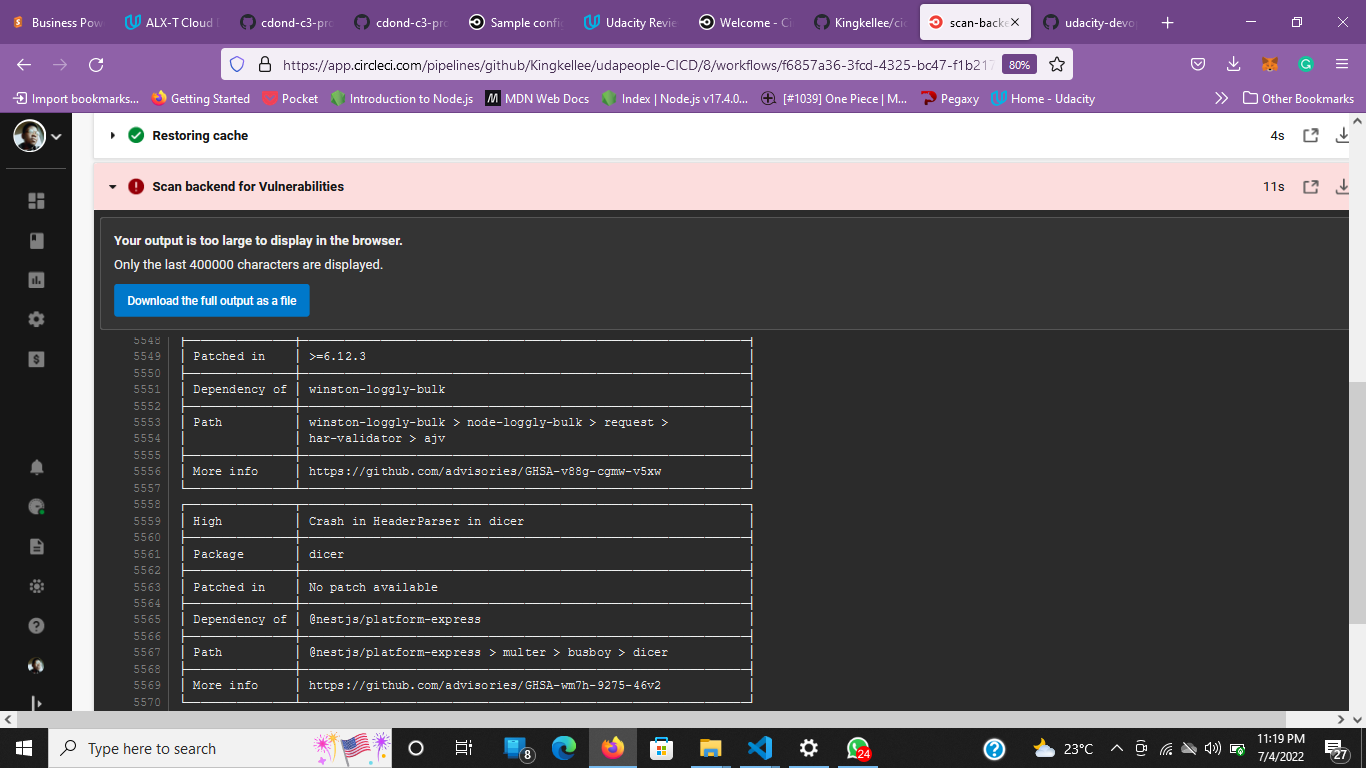 Business Pow
ALX-T Cloud
cdond-c3-pro
cdond-c3-pro
Sample confi
Udacity Revie
Welcome - Ci
Kingkellee/cic
scan-backe
udacity-devop
https://app.circleci.com/pipelines/github/Kingkellee/udapeople-CICD/8/workflows/f6857a36-3fcd-4325-bc47-f1b217
80%
Import bookmarks...
Getting Started
Pocket
Introduction to Node.js
MDN Web Docs
Index | Node.js v17.4.0...
[#1039] One Piece | M...
Pegaxy
Home - Udacity
Other Bookmarks
Restoring cache
4s
Scan backend for Vulnerabilities
11s
Your output is too large to display in the browser.
Only the last 400000 characters are displayed.
Download the full output as a file
5548
5549 Patched in >=6.12.3
5550
5551 Dependency of winston-loggly-bulk
5552
5553 Path winston-loggly-bulk > node-loggly-bulk > request >
5554 har-validator > ajv
5555
5556 More info https://github.com/advisories/GHSA-v88g-cgmw-v5xw
5557
5558
5559 High Crash in HeaderParser in dicer
5560
5561 Package dicer
5562
5563 Patched in No patch available
5564
5565 Dependency of @nestjs/platform-express
5566
5567 Path @nestjs/platform-express > multer > busboy > dicer
5568
5569 More info https://github.com/advisories/GHSA-wm7h-9275-46v2
5570
Type here to search
8
24
23°C
11:19 PM
7/4/2022
27